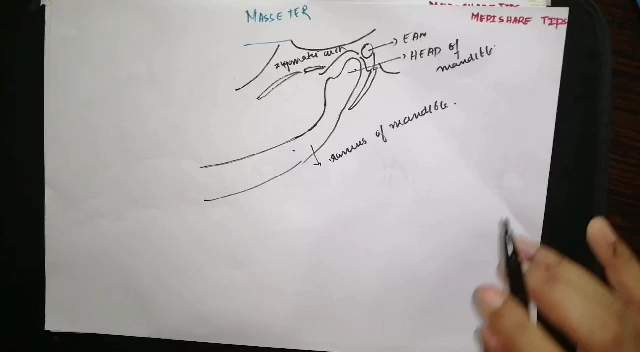 MASSETER
MEDISHARE TIPS
EAM
zygomatic arch
HEAD of
mandible.
ramus of mandible.